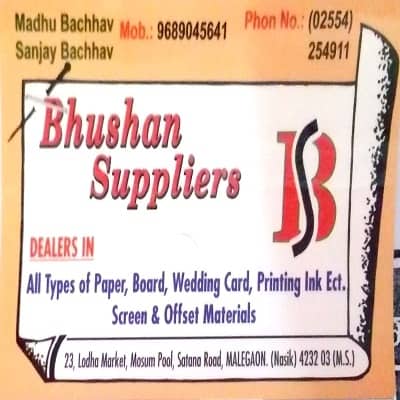 Madhu Bachhav
Sanjay Bachhav
Mob.: 9689045641
Phon No.: (02554)
254911
Bhushan
Suppliers
BS
DEALERS IN
All Types of Paper, Board, Wedding Card, Printing Ink Ect.
Screen & Offset Materials
23, Lodha Market, Mosum Pool, Satana Road, MALEGAON. (Nasik) 4232 03 (M.S.)